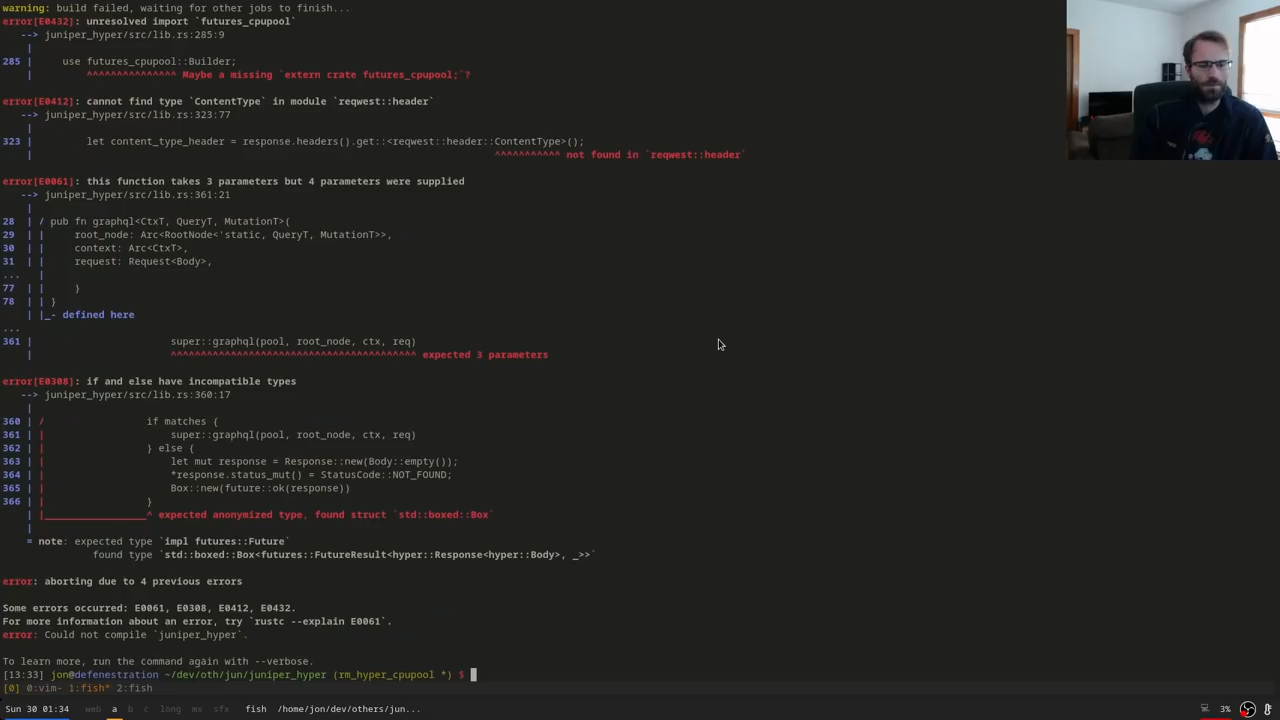 warning: build failed, waiting for other jobs to finish...
error[E0432]: unresolved import `futures_cpupool`
   --> juniper_hyper/src/lib.rs:285:9
    |
285 |     use futures_cpupool::Builder;
    |         ^^^^^^^^^^^^^^^ Maybe a missing `extern crate futures_cpupool;`?
error[E0412]: cannot find type `ContentType` in module `reqwest::header`
   --> juniper_hyper/src/lib.rs:323:77
    |
323 |         let content_type_header = response.headers().get::<reqwest::header::ContentType>();
    |                                                                             ^^^^^^^^^^^ not found in `reqwest::header`
error[E0061]: this function takes 3 parameters but 4 parameters were supplied
   --> juniper_hyper/src/lib.rs:361:21
    |
28  | / pub fn graphql<CtxT, QueryT, MutationT>(
29  | |     root_node: Arc<RootNode<'static, QueryT, MutationT>>,
30  | |     context: Arc<CtxT>,
31  | |     request: Request<Body>,
...   |
77  | |     }
78  | | }
    | |_- defined here
...
361 |                       super::graphql(pool, root_node, ctx, req)
    |                       ^^^^^^^^^^^^^^^^^^^^^^^^^^^^^^^^^^^^^^^^^ expected 3 parameters
error[E0308]: if and else have incompatible types
   --> juniper_hyper/src/lib.rs:360:17
    |
360 | /                 if matches {
361 | |                     super::graphql(pool, root_node, ctx, req)
362 | |                 } else {
363 | |                     let mut response = Response::new(Body::empty());
364 | |                     *response.status_mut() = StatusCode::NOT_FOUND;
365 | |                     Box::new(future::ok(response))
366 | |                 }
    | |_________________^ expected anonymized type, found struct `std::boxed::Box`
    |
    = note: expected type `impl futures::Future`
               found type `std::boxed::Box<futures::FutureResult<hyper::Response<hyper::Body>, _>>`
error: aborting due to 4 previous errors
Some errors occurred: E0061, E0308, E0412, E0432.
For more information about an error, try `rustc --explain E0061`.
error: Could not compile `juniper_hyper`.
To learn more, run the command again with --verbose.
[13:33] jon@defenestration ~/dev/oth/jun/juniper_hyper (rm_hyper_cpupool *) $
[0] 0:vim- 1:fish* 2:fish
Sun 30 01:34 web a b c long mx sfx fish /home/jon/dev/others/jun... 3%